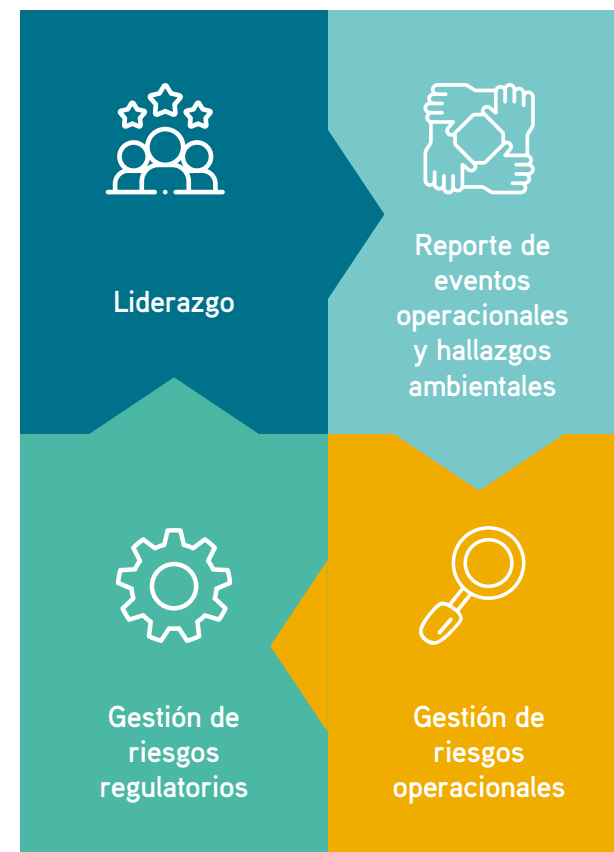 Liderazgo
Reporte de
eventos
operacionales
y hallazgos
ambientales
Gestión de
riesgos
regulatorios
Gestión de
riesgos
operacionales